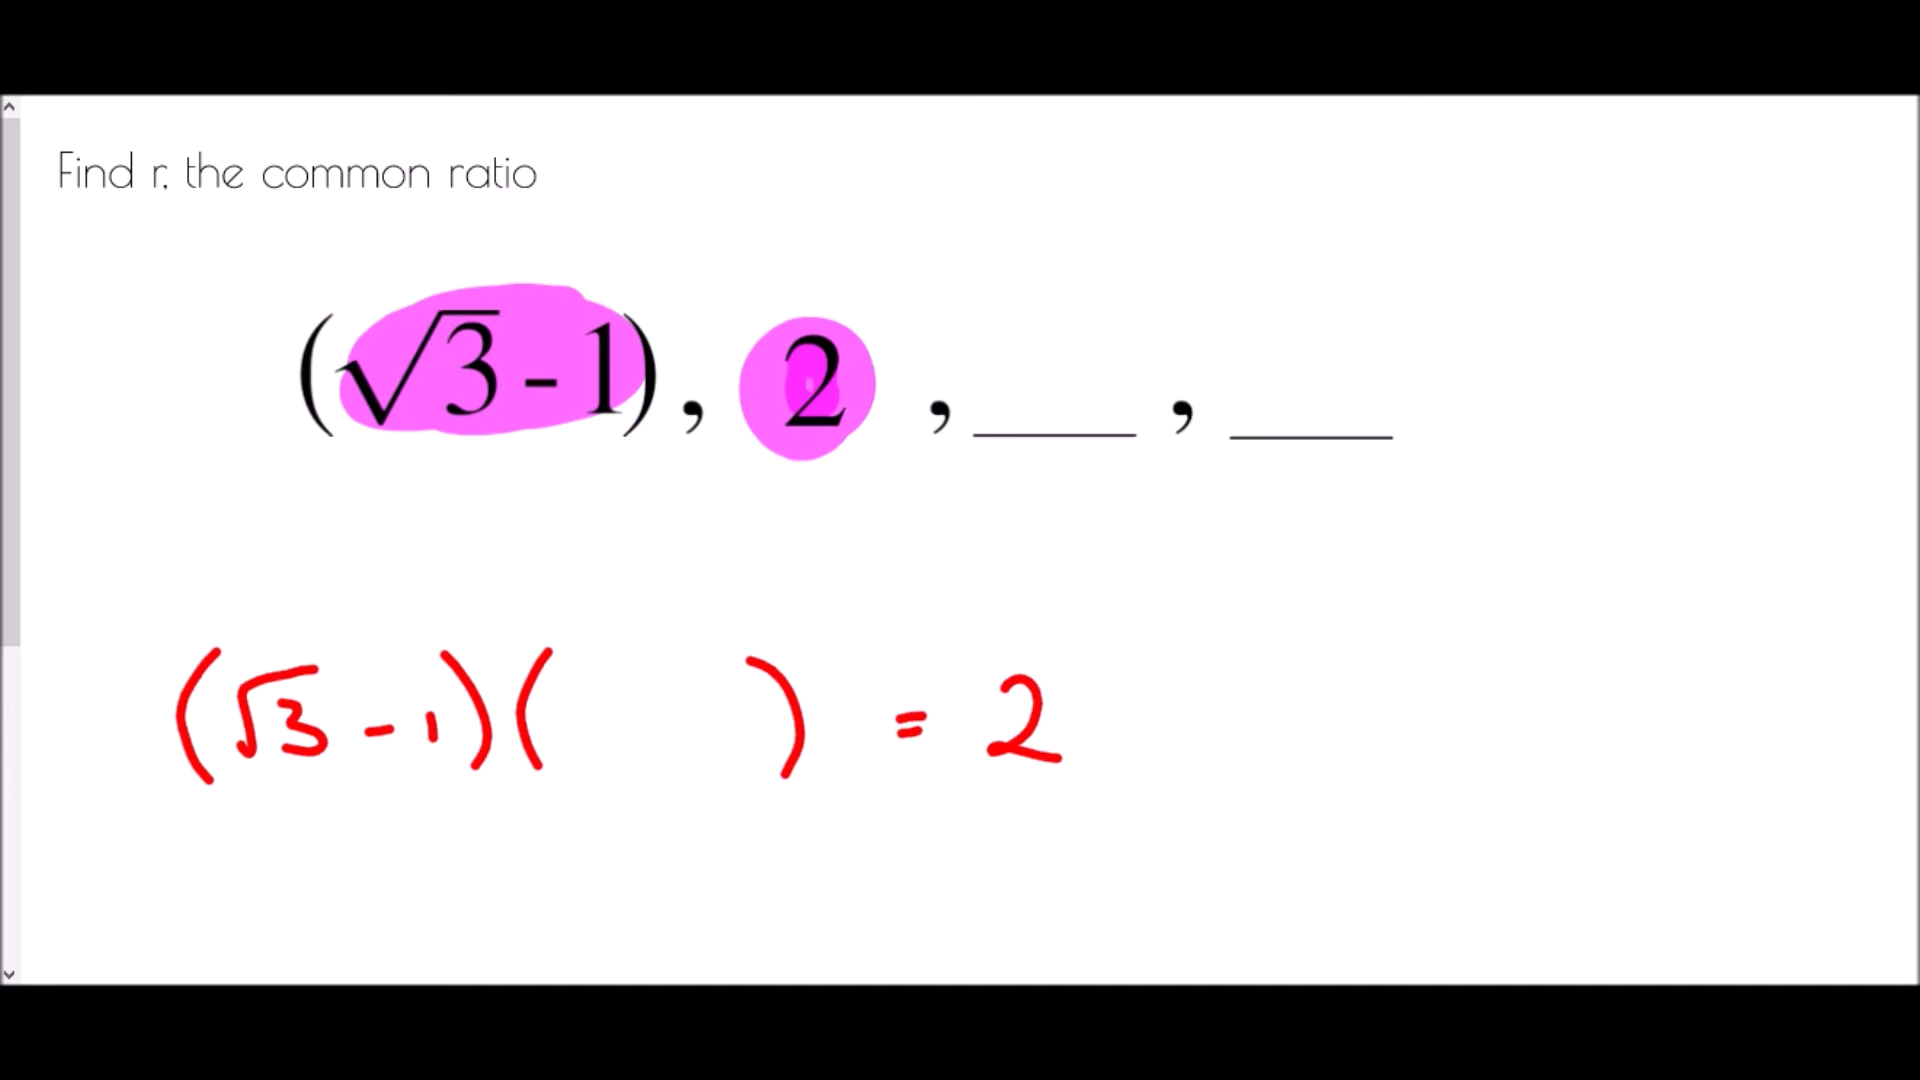 Find r, the common ratio
(√3 - 1) , 2 , ____ , ____
(√3 - 1)(      ) = 2